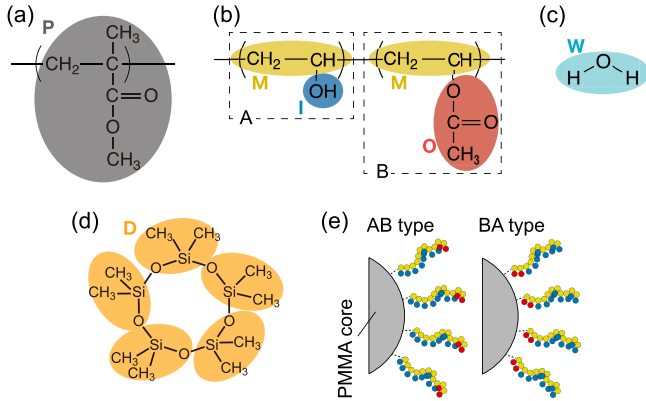 (a)
P
CH₃
CH₂
C
C
O
O
CH₃
(b)
CH₂
CH
CH₂
CH
M
M
OH
I
A
O
C
O
O
CH₃
B
(c)
W
O
H
H
(d)
D
CH₃
CH₃
Si
CH₃
O
O
CH₃
CH₃
Si
Si
CH₃
CH₃
O
O
CH₃
Si
Si
CH₃
CH₃
O
CH₃
(e)
AB type
BA type
PMMA core